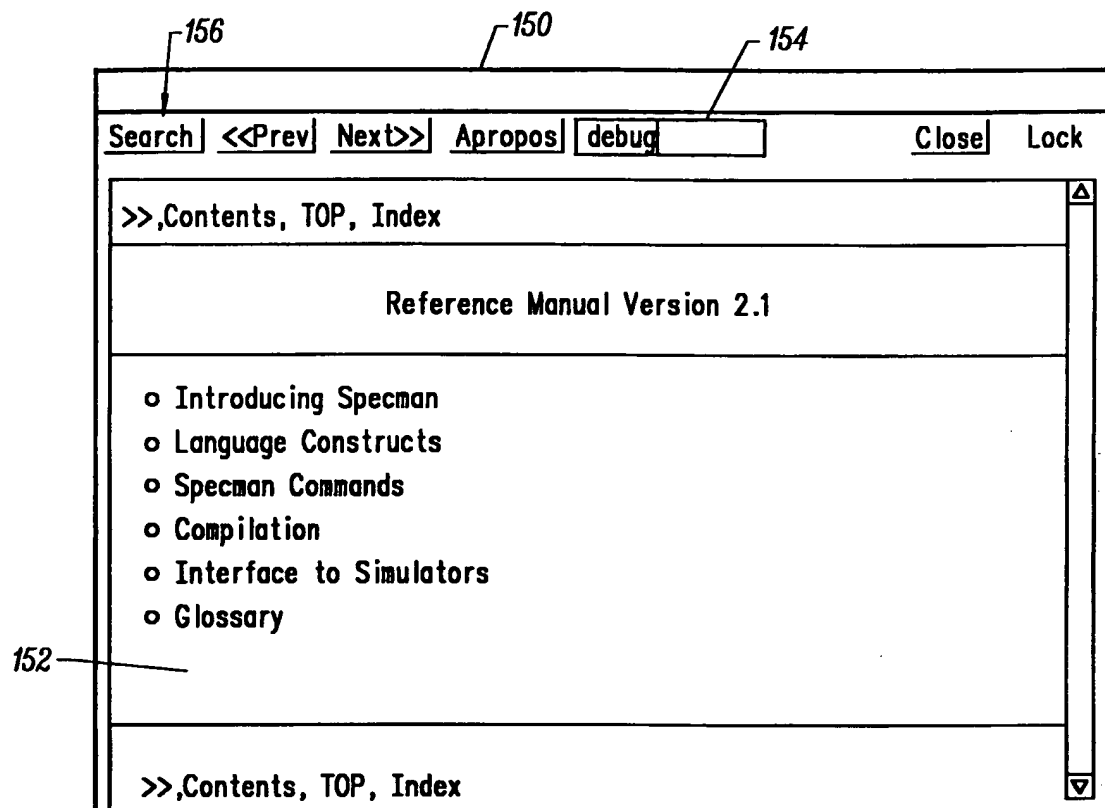 156
150
154
Search <<Prev Next>> Apropos debug Close Lock
>>,Contents, TOP, Index
Reference Manual Version 2.1
o Introducing Specman
o Language Constructs
o Specman Commands
o Compilation
o Interface to Simulators
o Glossary
152
>>,Contents, TOP, Index